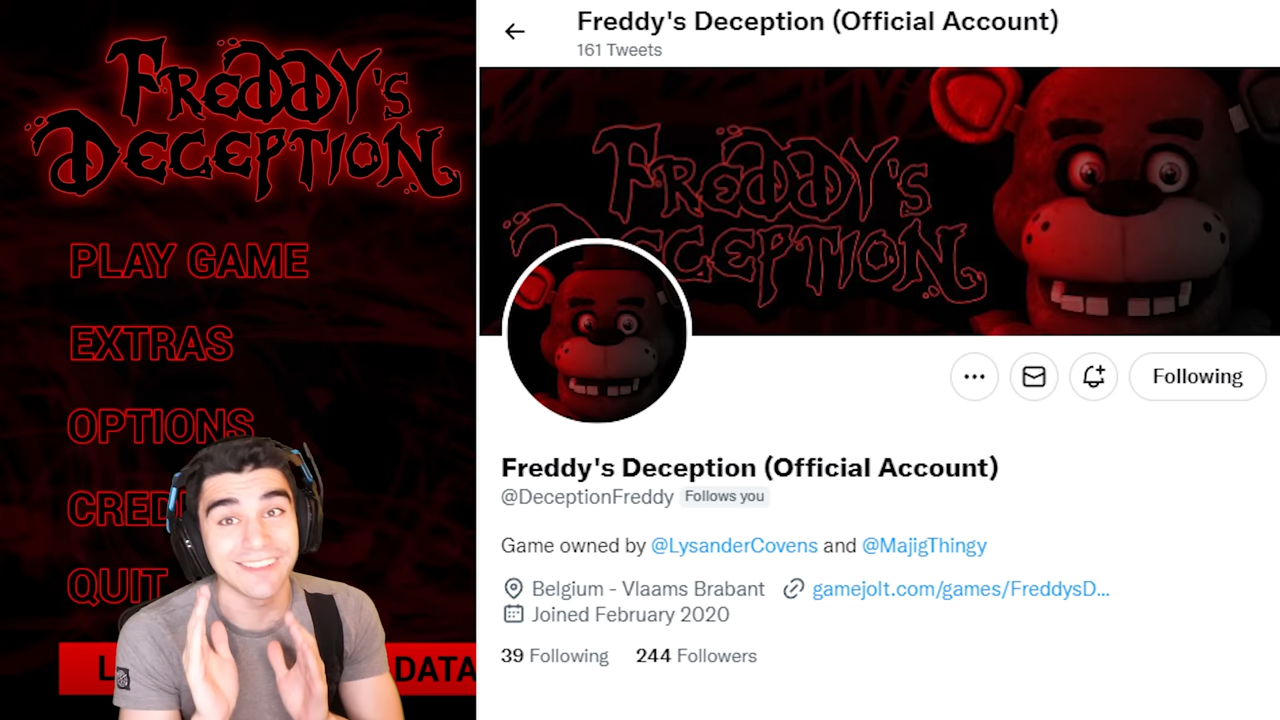 FREDDY'S
DECEPTION
PLAY GAME
EXTRAS
OPTIONS
CRED
QUIT
L
DATA
Freddy's Deception (Official Account)
161 Tweets
FREDDY'S
DECEPTION
Following
Freddy's Deception (Official Account)
@DeceptionFreddy Follows you
Game owned by @LysanderCovens and @MajigThingy
Belgium - Vlaams Brabant gamejolt.com/games/FreddysD...
Joined February 2020
39 Following 244 Followers